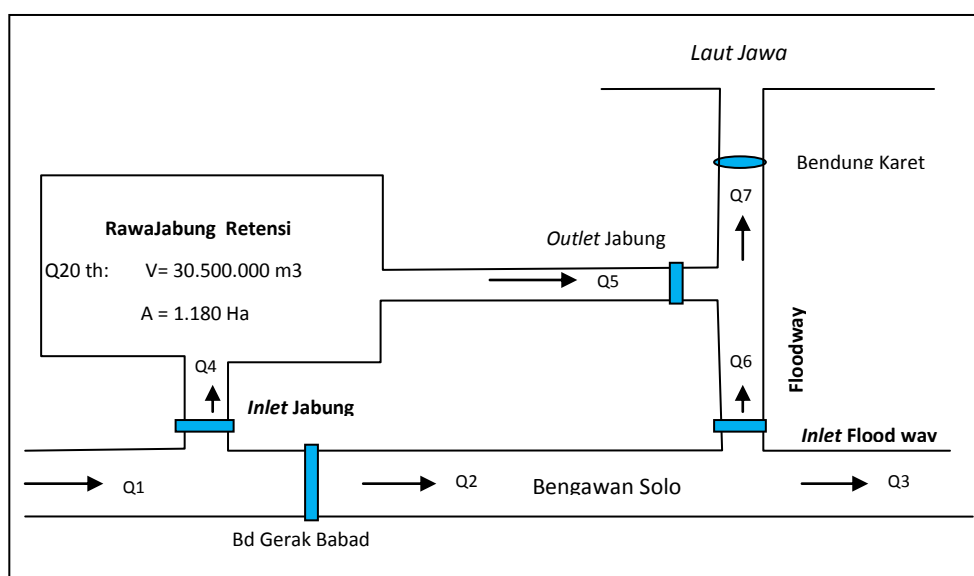 Laut Jawa
Bendung Karet
Q7
RawaJabung Retensi
Outlet Jabung
Q20 th: V= 30.500.000 m3
Q5
A = 1.180 Ha
Floodway
Q4
Q6
Inlet Jabung
Inlet Flood wav
Q1
Q2
Bengawan Solo
Q3
Bd Gerak Babad